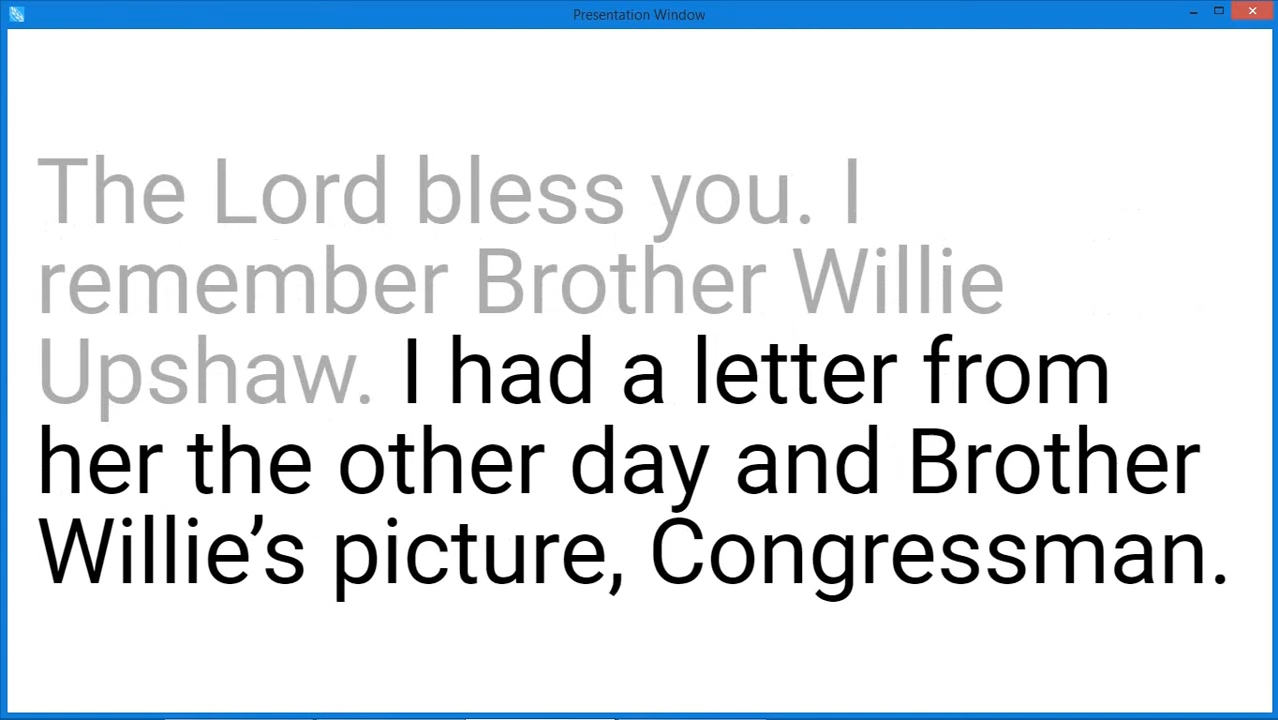 Presentation Window
The Lord bless you. I
remember Brother Willie
Upshaw. I had a letter from
her the other day and Brother
Willie’s picture, Congressman.